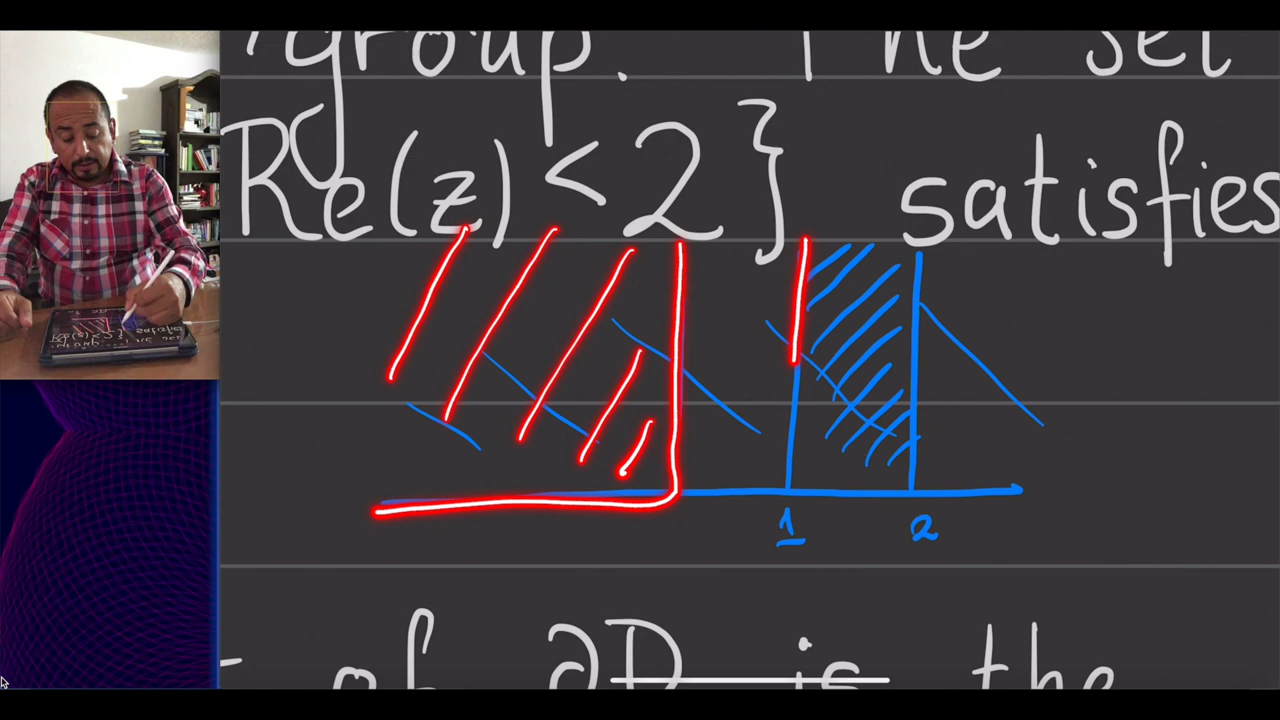 group. The set
Re(z) < 2} satisfies
1 2
of ∂D is the